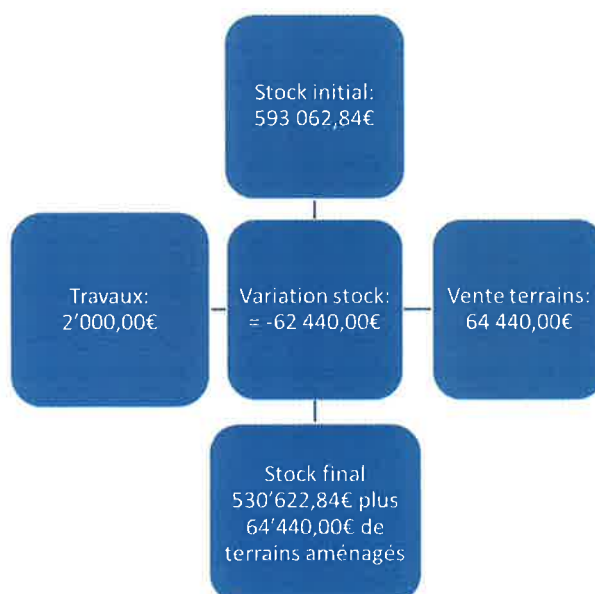 Stock initial:
593 062,84€
Travaux:
2'000,00€
Variation stock:
= -62 440,00€
Vente terrains:
64 440,00€
Stock final
530'622,84€ plus
64'440,00€ de
terrains aménagés